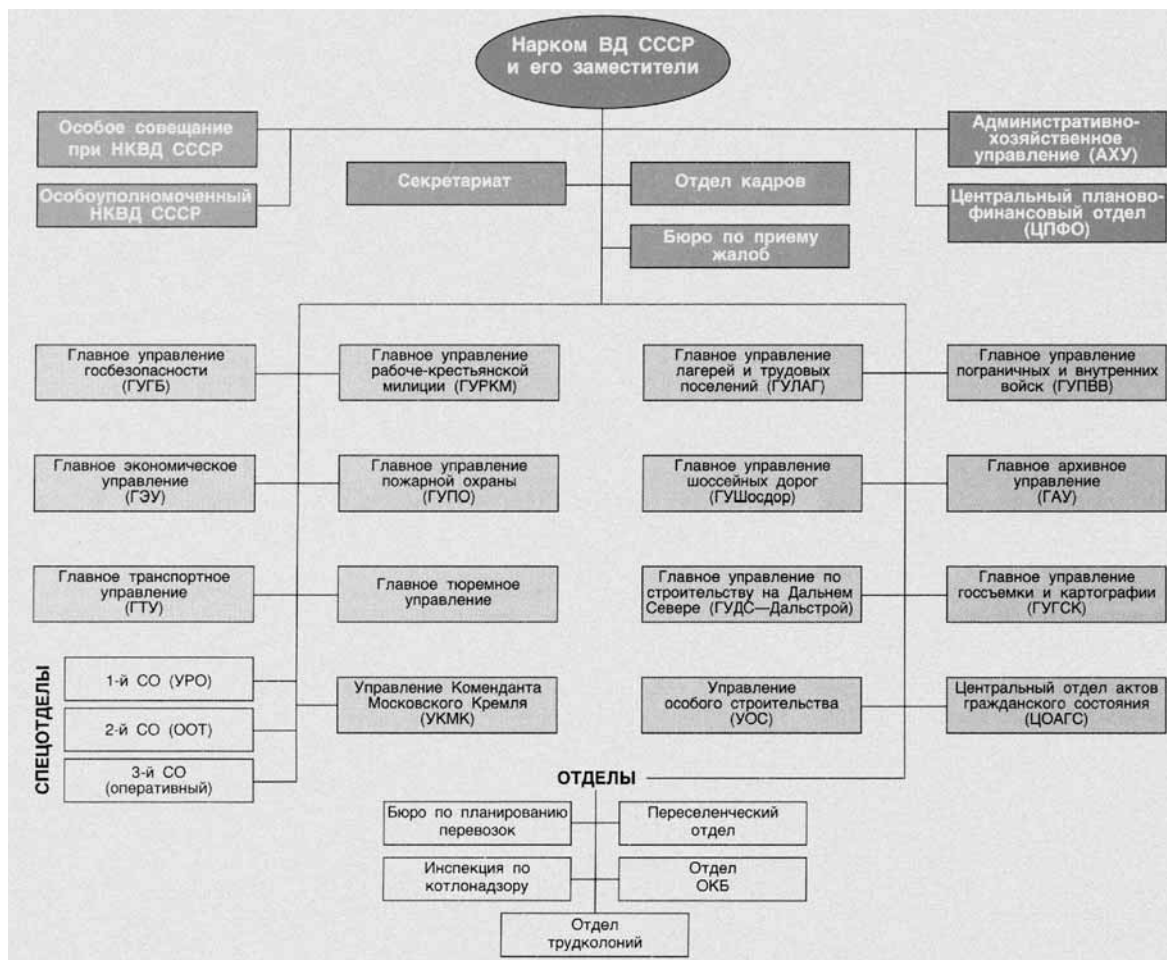 Нарком ВД СССР
и его заместители
Особое совещание
при НКВД СССР
Административно-
хозяйственное
управление (АХУ)
Секретариат
Отдел кадров
Особоуполномоченный
НКВД СССР
Центральный планово-
финансовый отдел
(ЦПФО)
Бюро по приему
жалоб
Главное управление
госбезопасности
(ГУГБ)
Главное управление
рабоче-крестьянской
милиции (ГУРКМ)
Главное управление
лагерей и трудовых
поселений (ГУЛАГ)
Главное управление
пограничных и внутренних
войск (ГУПВВ)
Главное экономическое
управление
(ГЭУ)
Главное управление
пожарной охраны
(ГУПО)
Главное управление
шоссейных дорог
(ГУШосдор)
Главное архивное
управление
(ГАУ)
Главное транспортное
управление
(ГТУ)
Главное тюремное
управление
Главное управление по
строительству на Дальнем
Севере (ГУДС—Дальстрой)
Главное управление
госсъемки и картографии
(ГУГСК)
СПЕЦОТДЕЛЫ
1-й СО (УРО)
2-й СО (ООТ)
3-й СО
(оперативный)
Управление Коменданта
Московского Кремля
(УКМК)
Управление
особого строительства
(УОС)
Центральный отдел актов
гражданского состояния
(ЦОАГС)
ОТДЕЛЫ
Бюро по планированию
перевозок
Переселенческий
отдел
Инспекция по
котлонадзору
Отдел
ОКБ
Отдел
трудколоний